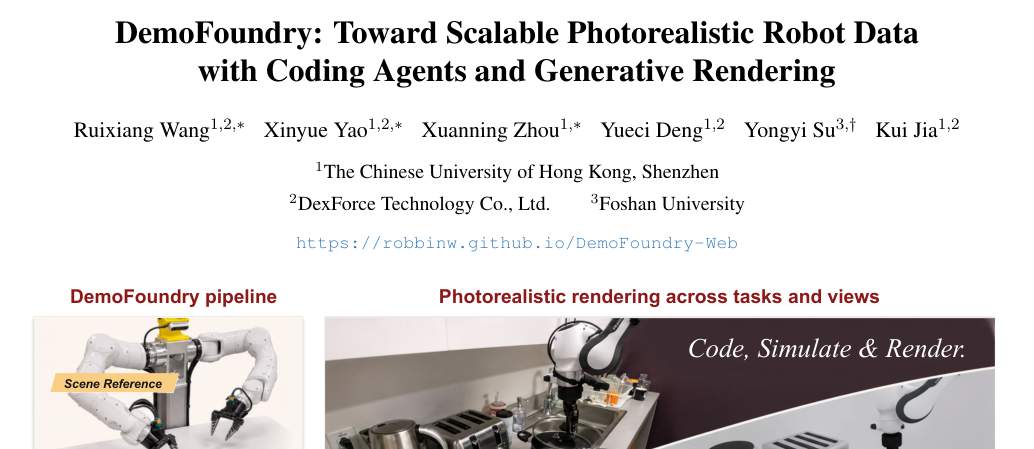 DemoFoundry: Toward Scalable Photorealistic Robot Data
with Coding Agents and Generative Rendering
Ruixiang Wang1,2,∗ Xinyue Yao1,2,∗ Xuanning Zhou1,∗ Yueci Deng1,2 Yongyi Su3,† Kui Jia1,2
1The Chinese University of Hong Kong, Shenzhen
2DexForce Technology Co., Ltd. 3Foshan University
https://robbinw.github.io/DemoFoundry-Web
DemoFoundry pipeline
Photorealistic rendering across tasks and views
Scene Reference
Code, Simulate & Render.